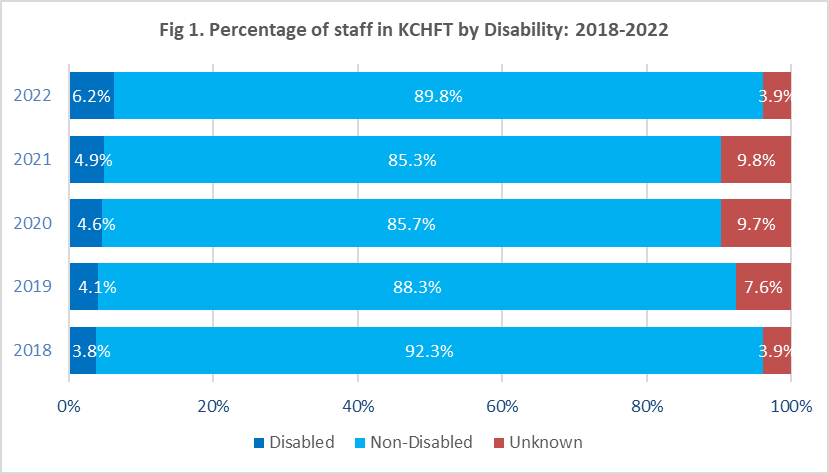 Fig 1. Percentage of staff in KCHFT by Disability: 2018-2022
2022 6.2% 89.8% 3.9%
2021 4.9% 85.3% 9.8%
2020 4.6% 85.7% 9.7%
2019 4.1% 88.3% 7.6%
2018 3.8% 92.3% 3.9%
0% 20% 40% 60% 80% 100%
Disabled Non-Disabled Unknown